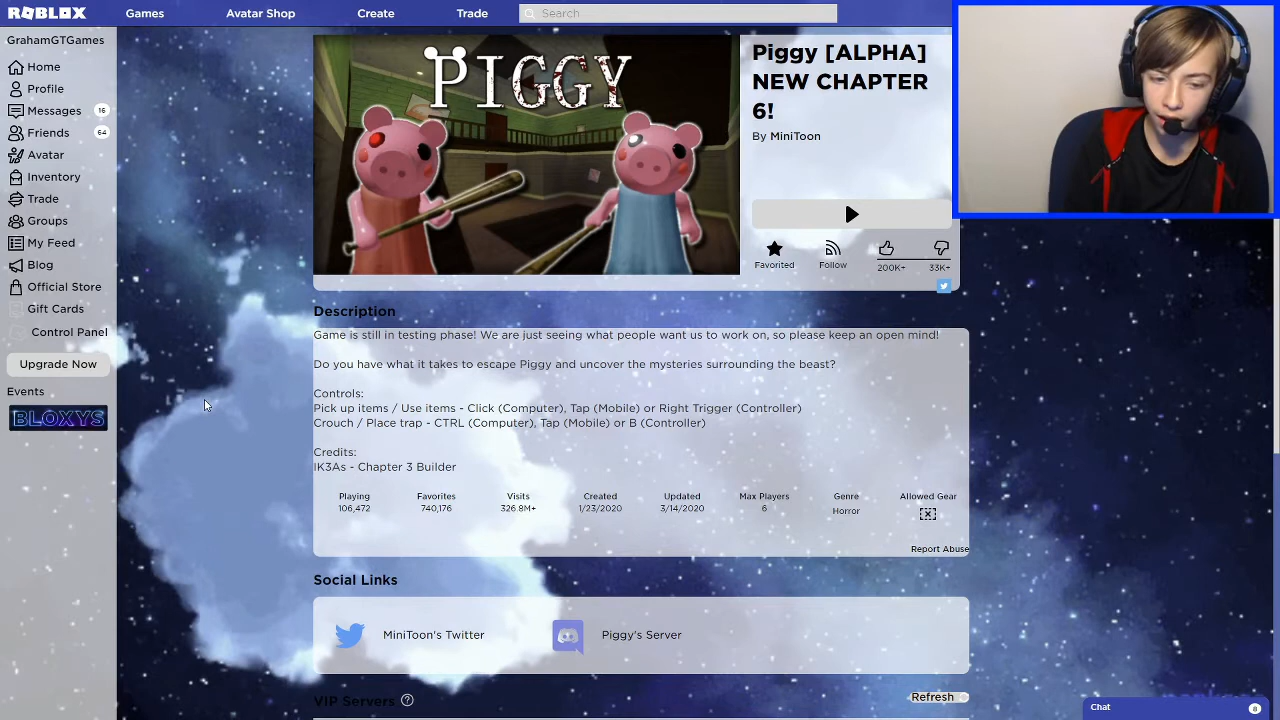 ROBLOX
Games
Avatar Shop
Create
Trade
Search
GrahamGTGames
Home
Profile
Messages 16
Friends 64
Avatar
Inventory
Trade
Groups
My Feed
Blog
Official Store
Gift Cards
Control Panel
Upgrade Now
Events
BLOXYS
PIGGY
Piggy [ALPHA]
NEW CHAPTER
6!
By MiniToon
Favorited
Follow
200K+
33K+
Description
Game is still in testing phase! We are just seeing what people want us to work on, so please keep an open mind!
Do you have what it takes to escape Piggy and uncover the mysteries surrounding the beast?
Controls:
Pick up items / Use items - Click (Computer), Tap (Mobile) or Right Trigger (Controller)
Crouch / Place trap - CTRL (Computer), Tap (Mobile) or B (Controller)
Credits:
IK3As - Chapter 3 Builder
Playing Favorites Visits Created Updated Max Players Genre Allowed Gear
106,472 740,176 326.8M+ 1/23/2020 3/14/2020 6 Horror
Report Abuse
Social Links
MiniToon's Twitter
Piggy's Server
VIP Servers ?
Refresh
Chat 8